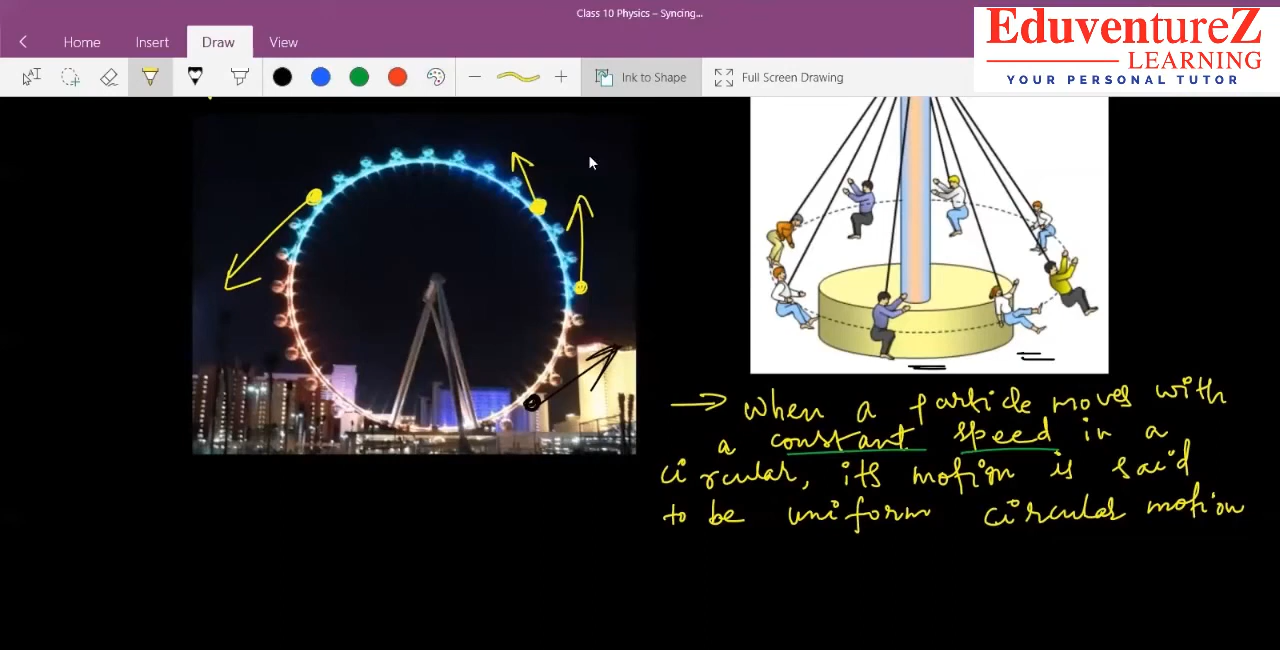 Class 10 Physics – Syncing...
Home Insert Draw View
Ink to Shape Full Screen Drawing
EduventureZ
LEARNING
YOUR PERSONAL TUTOR
→ When a particle moves with
a constant speed in a
circular, its motion is said
to be uniform circular motion